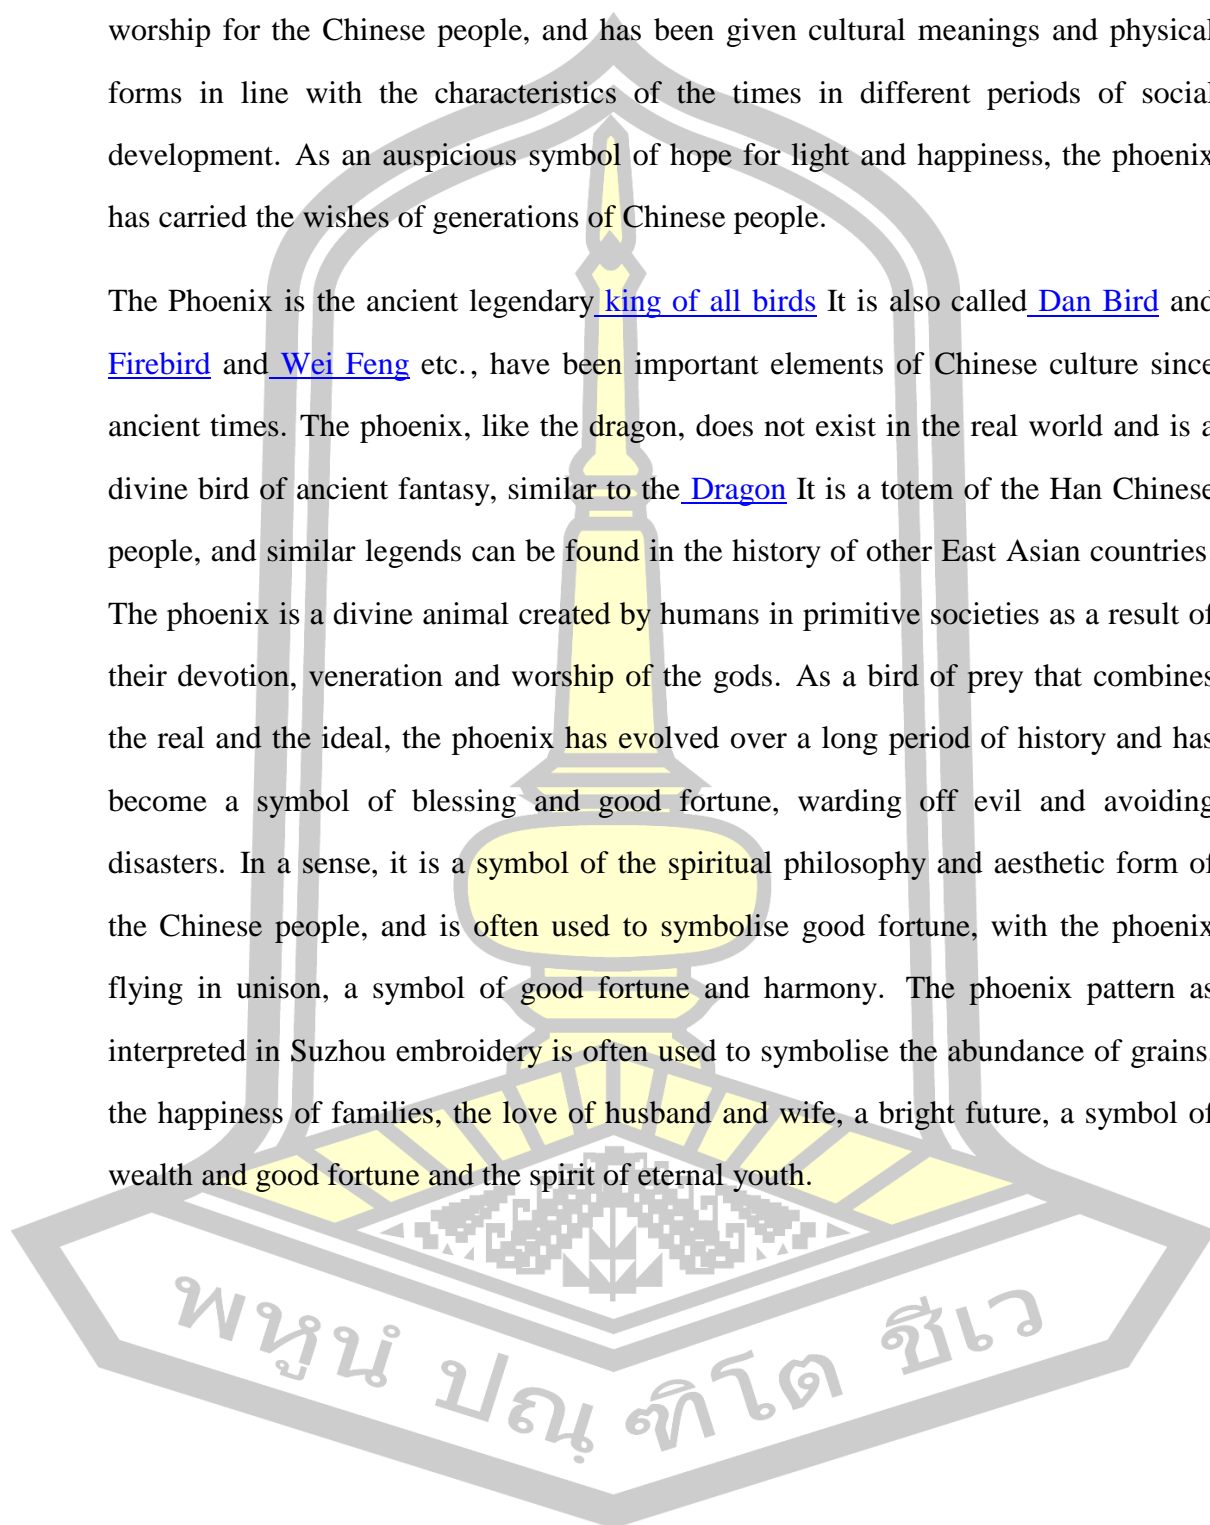 worship for the Chinese people, and has been given cultural meanings and physical
forms in line with the characteristics of the times in different periods of social
development. As an auspicious symbol of hope for light and happiness, the phoenix
has carried the wishes of generations of Chinese people.
The Phoenix is the ancient legendary king of all birds It is also called Dan Bird and
Firebird and Wei Feng etc., have been important elements of Chinese culture since
ancient times. The phoenix, like the dragon, does not exist in the real world and is a
divine bird of ancient fantasy, similar to the Dragon It is a totem of the Han Chinese
people, and similar legends can be found in the history of other East Asian countries
The phoenix is a divine animal created by humans in primitive societies as a result of
their devotion, veneration and worship of the gods. As a bird of prey that combines
the real and the ideal, the phoenix has evolved over a long period of history and has
become a symbol of blessing and good fortune, warding off evil and avoiding
disasters. In a sense, it is a symbol of the spiritual philosophy and aesthetic form of
the Chinese people, and is often used to symbolise good fortune, with the phoenix
flying in unison, a symbol of good fortune and harmony. The phoenix pattern as
interpreted in Suzhou embroidery is often used to symbolise the abundance of grains,
the happiness of families, the love of husband and wife, a bright future, a symbol of
wealth and good fortune and the spirit of eternal youth.
พหูนํ ปณฺฑิโต ชีเว